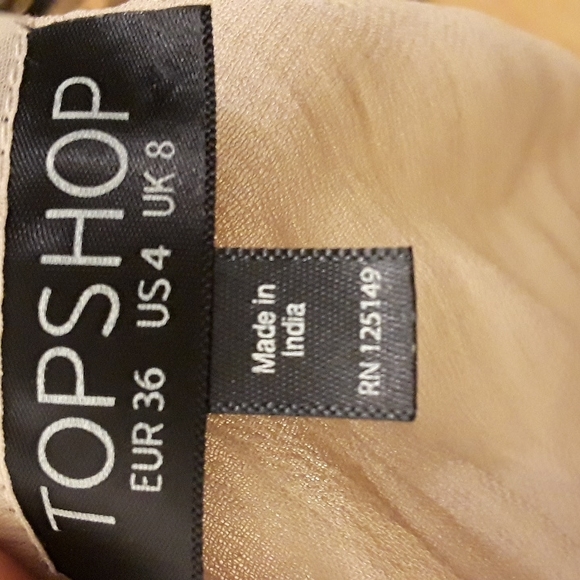 TOPSHOP
EUR 36 US 4 UK 8
Made in
India
RN 125149